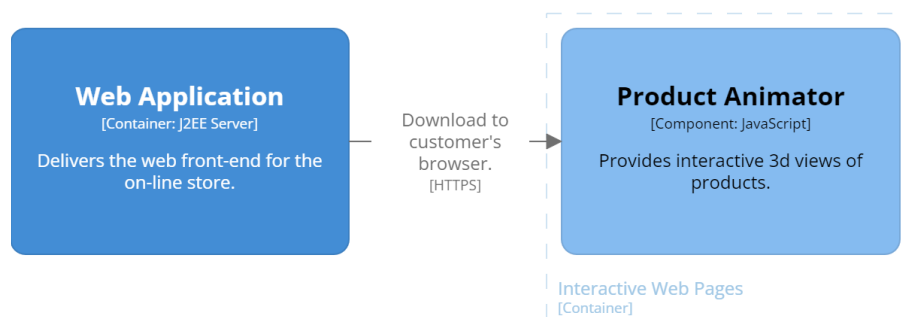 Web Application
[Container: J2EE Server]
Delivers the web front-end for the
on-line store.
Download to
customer's
browser.
[HTTPS]
Product Animator
[Component: JavaScript]
Provides interactive 3d views of
products.
Interactive Web Pages
[Container]